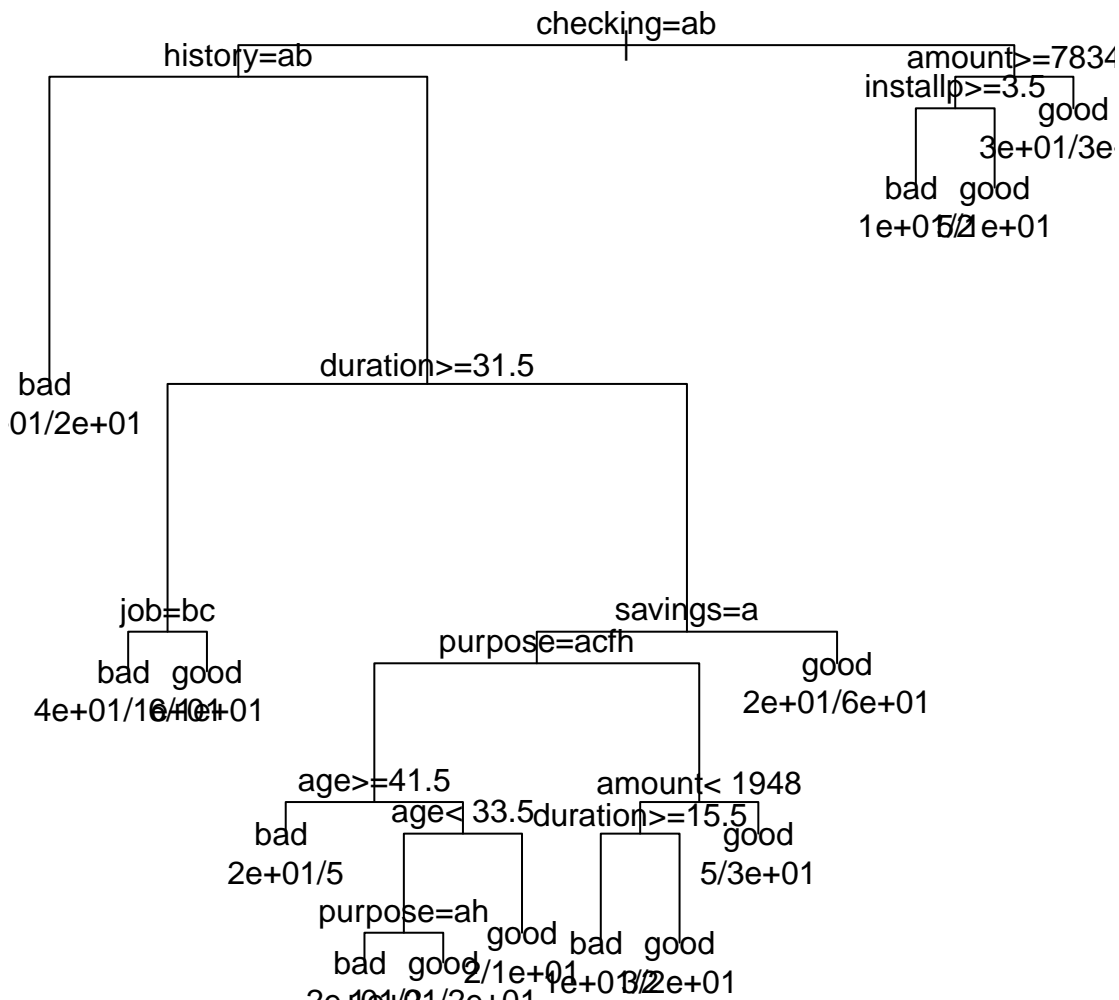 checking=ab
history=ab
amount>=7834
installp>=3.5
good
bad
good
duration>=31.5
bad
01/2e+01
job=bc
savings=a
purpose=acfh
bad
good
good
2e+01/6e+01
age>=41.5
amount< 1948
age< 33.5
duration>=15.5
bad
good
2e+01/5
5/3e+01
purpose=ah
good
bad
good
bad
good
2/1e+01